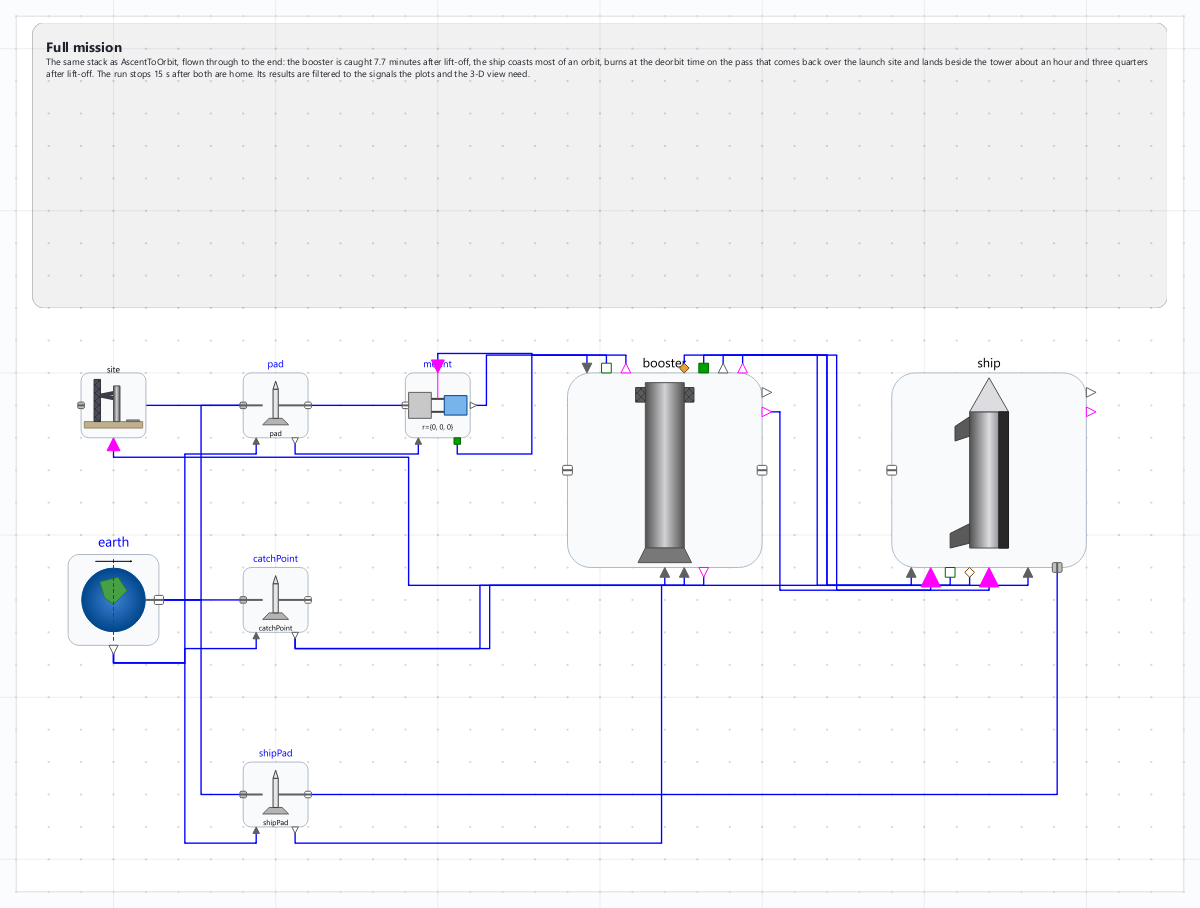 Full mission
The same stack as AscentToOrbit, flown through to the end: the booster is caught 7.7 minutes after lift-off, the ship coasts most of an orbit, burns at the deorbit time on the pass that comes back over the launch site and lands beside the tower about an hour and three quarters
after lift-off. The run stops 15 s after both are home. Its results are filtered to the signals the plots and the 3-D view need.
site
pad
booster
ship
pad
r={0, 0, 0}
earth
catchPoint
catchPoint
shipPad
shipPad